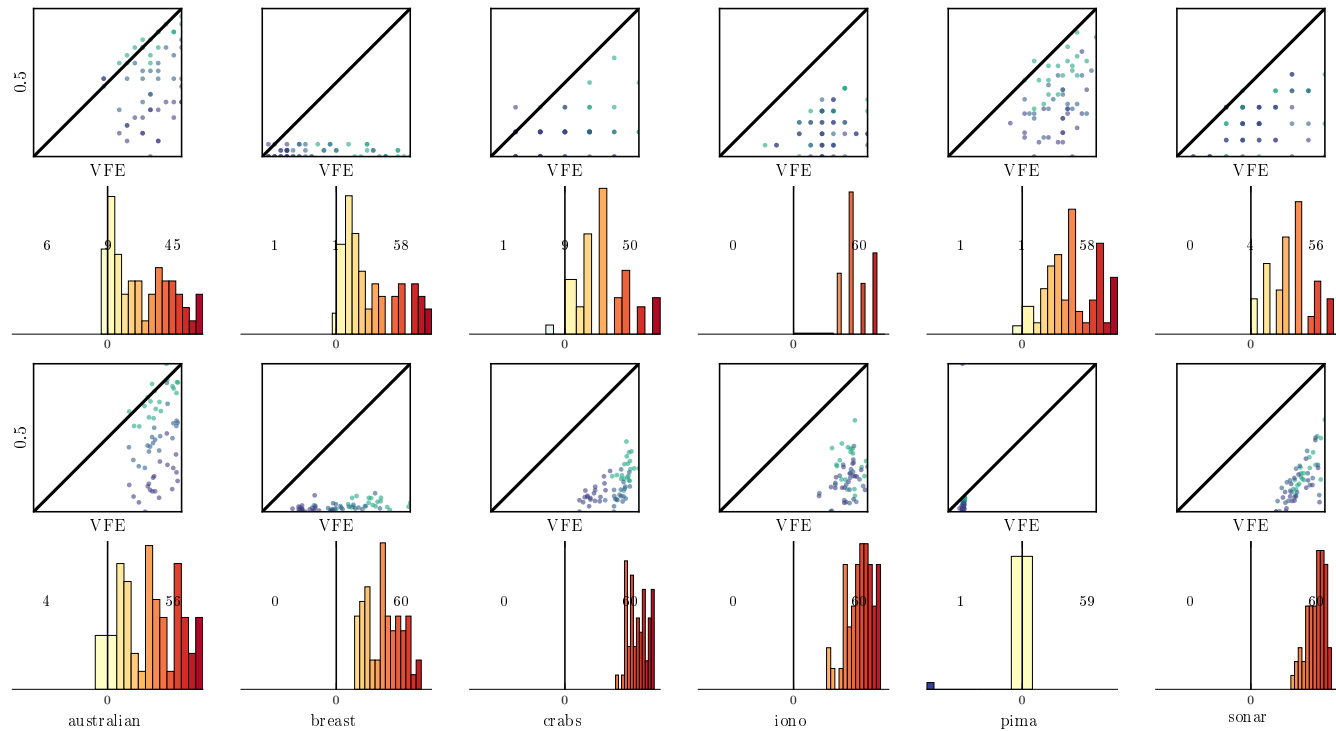 0.5
VFE VFE VFE VFE VFE VFE
6 9 45 1 1 58 1 9 50 0 60 1 1 58 0 4 56
0 0 0 0 0 0
0.5
VFE VFE VFE VFE VFE VFE
4 56 0 60 0 60 0 60 1 59 0 60
0 0 0 0 0 0
australian breast crabs iono pima sonar